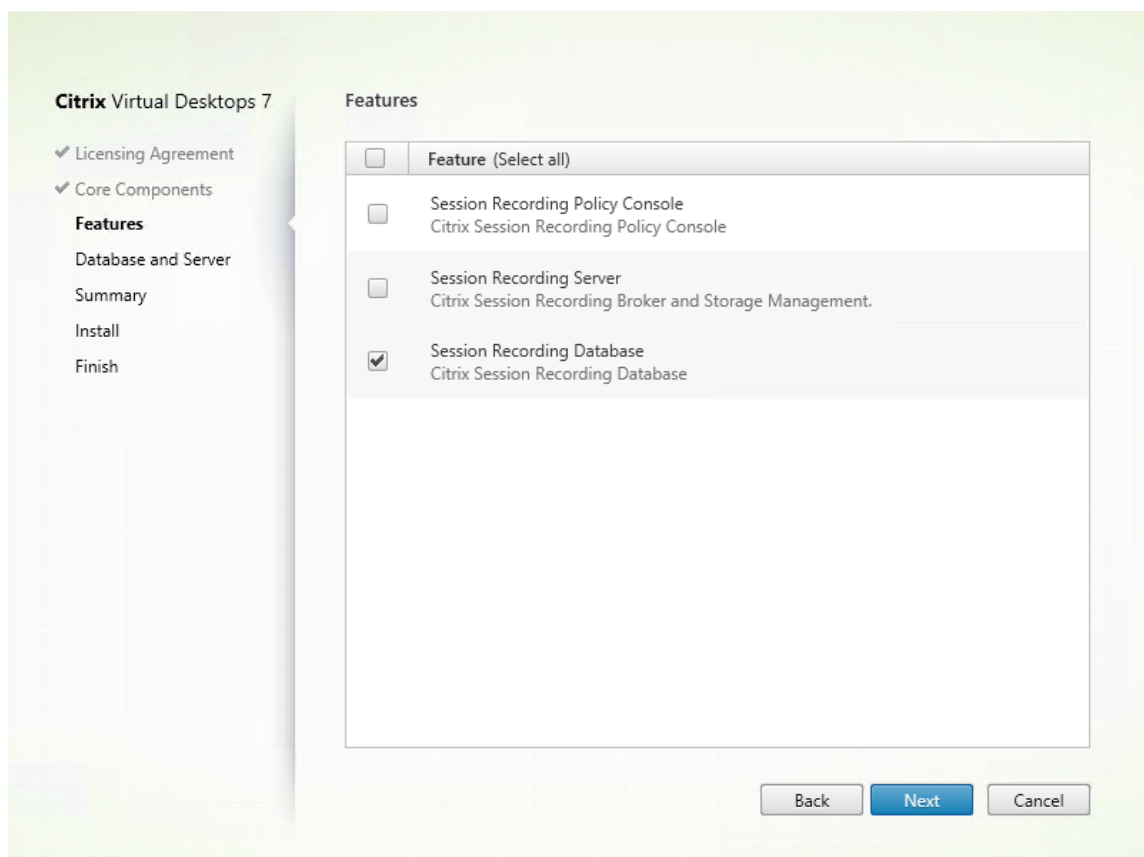 Citrix Virtual Desktops 7
Licensing Agreement
Core Components
Features
Database and Server
Summary
Install
Finish
Features
Feature (Select all)
Session Recording Policy Console
Citrix Session Recording Policy Console
Session Recording Server
Citrix Session Recording Broker and Storage Management.
Session Recording Database
Citrix Session Recording Database
Back
Next
Cancel